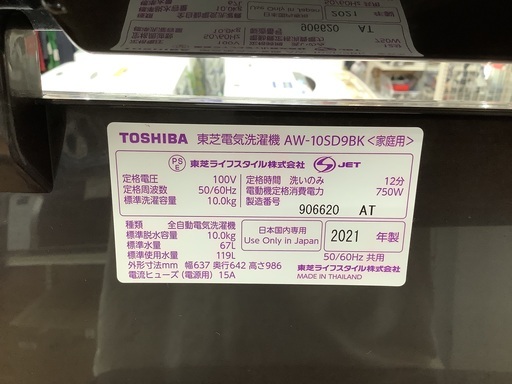 TOSHIBA 東芝電気洗濯機 AW-10SD9BK<家庭用>
PS E 東芝ライフスタイル株式会社 S JET
定格電圧 100V 定格時間 洗いのみ 12分
定格周波数 50/60Hz 電動機定格消費電力 750W
標準洗濯容量 10.0kg 製造番号
906620 AT
種類 全自動電気洗濯機
標準脱水容量 10.0kg
標準水量 67L
標準使用水量 119L
外形寸法mm 幅637 奥行642 高さ986
電流ヒューズ(電源用) 15A
日本国内専用
Use Only in Japan
2021 年製
50/60Hz 共用
東芝ライフスタイル株式会社
MADE IN THAILAND